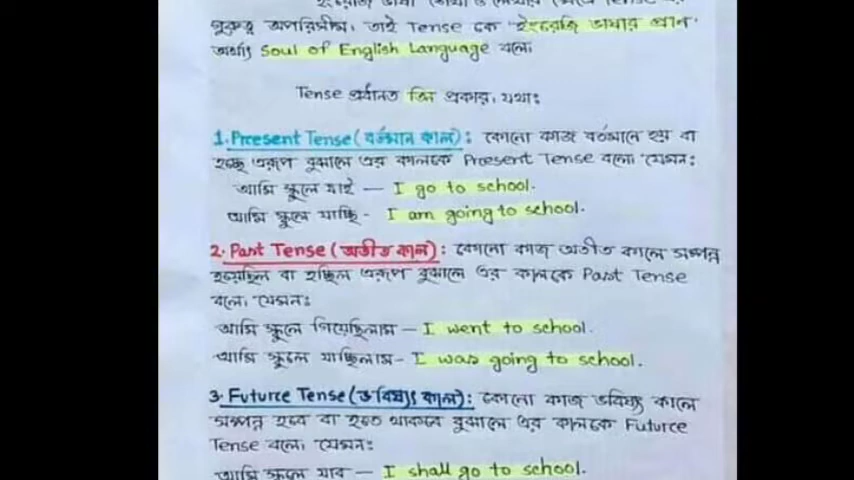 গুরুত্ব অপরিসীম, তাই Tense কে 'ইংরেজি ভাষার প্রান'
অর্থাৎ Soul of English Language বলে।
Tense প্রধানত তিন প্রকার, যথাঃ
1. Present Tense (বর্তমান কাল): কোনো কাজ বর্তমানে হয় বা
হচ্ছে এরূপ বুঝালে এর কালকে Present Tense বলে। যেমন:
আমি স্কুলে যাই — I go to school.
আমি স্কুলে যাচ্ছি - I am going to school.
2. Past Tense (অতীত কাল): কোনো কাজ অতীত কালে সম্পন্ন
হয়েছিল বা হচ্ছিল এরূপ বুঝালে এর কালকে Past Tense
বলে। যেমন:
আমি স্কুলে গিয়েছিলাম — I went to school.
আমি স্কুলে যাচ্ছিলাম - I was going to school.
3. Future Tense (ভবিষ্যৎ কাল): কোনো কাজ ভবিষ্যৎ কালে
সম্পন্ন হবে বা হতে থাকবে বুঝালে এর কালকে Future
Tense বলে। যেমন:
আমি স্কুলে যাব — I shall go to school.